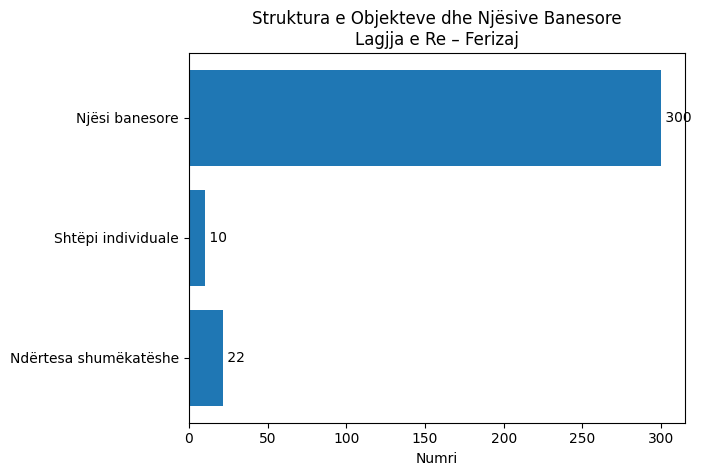 Struktura e Objekteve dhe Njësive Banesore
Lagjja e Re – Ferizaj
Njësi banesore
300
Shtëpi individuale
10
Ndërtesa shumëkatëshe
22
0 50 100 150 200 250 300
Numri